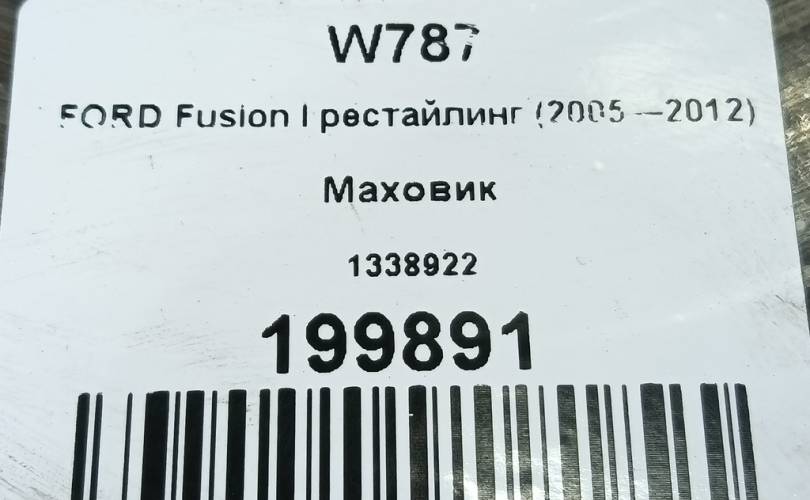 W787
FORD Fusion I рестайлинг (2005—2012)
Маховик
1338922
199891